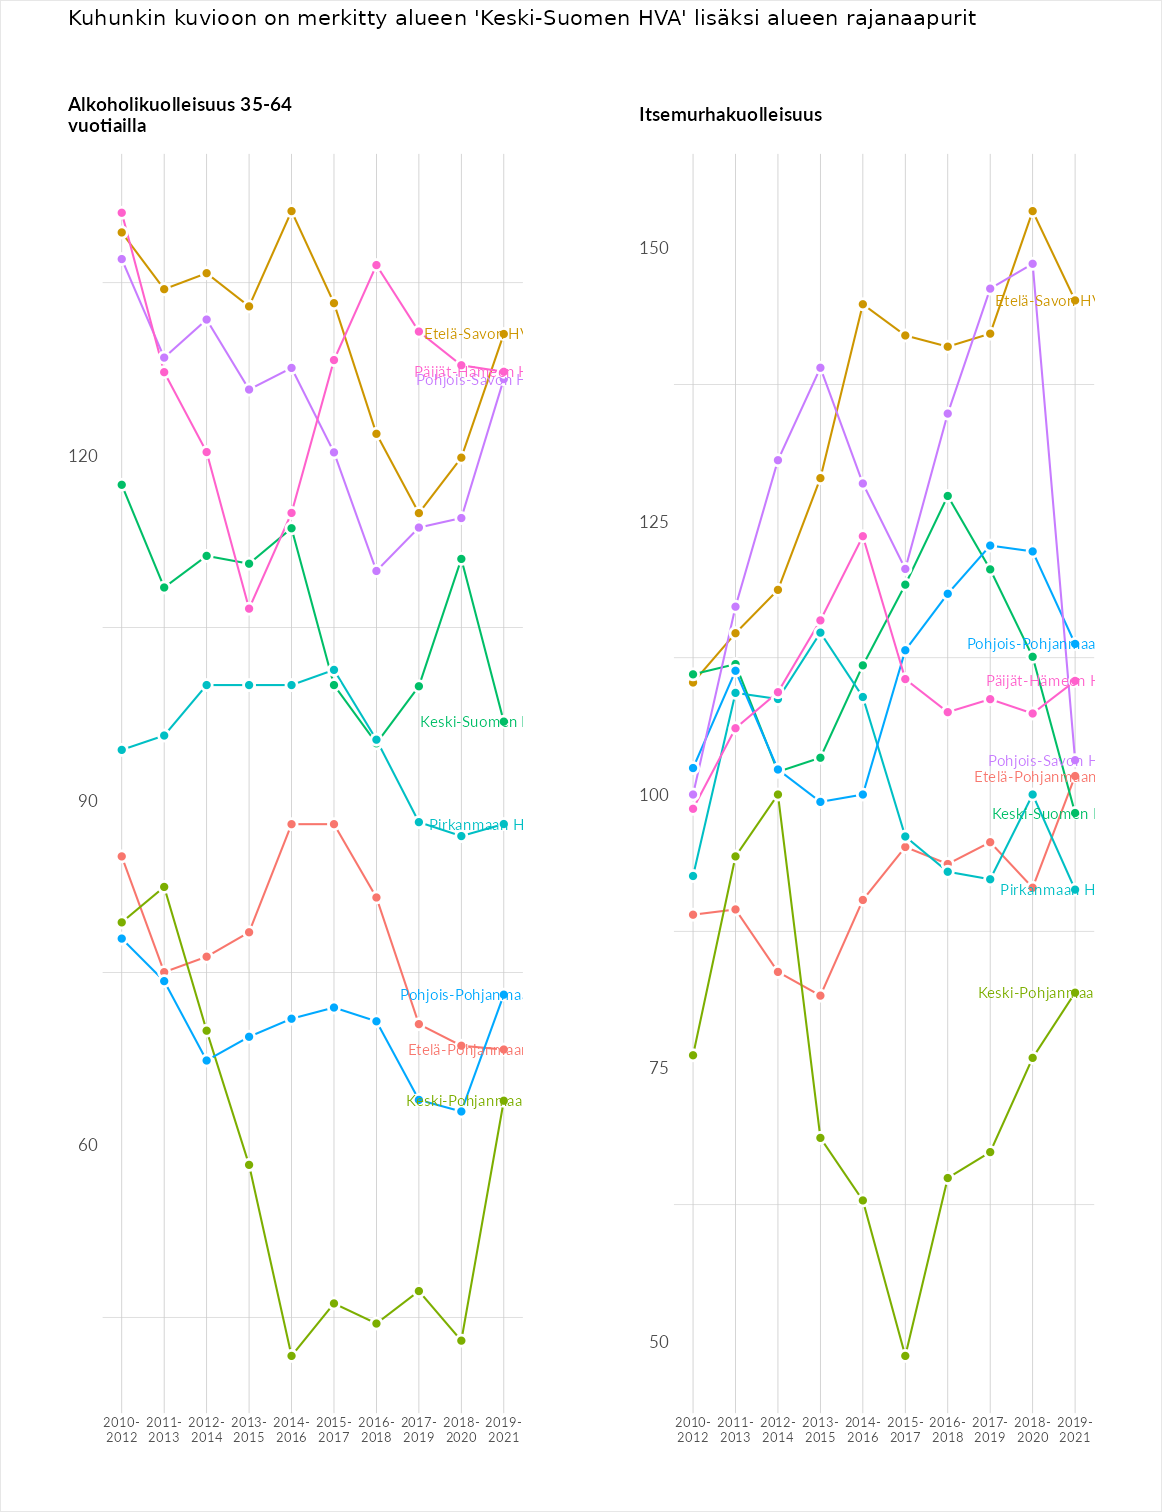 Kuhunkin kuvioon on merkitty alueen 'Keski-Suomen HVA' lisäksi alueen rajanaapurit
Alkoholikuolleisuus 35-64
vuotiailla
120
90
60
Etelä-Savon HV
Päijät-Hämeen H
Pohjois-Savon H
Keski-Suomen
Pirkanmaan H
Pohjois-Pohjanmaa
Etelä-Pohjanmaan
Keski-Pohjanmaa
2010-
2012
2011-
2013
2012-
2014
2013-
2015
2014-
2016
2015-
2017
2016-
2018
2017-
2019
2018-
2020
2019-
2021
Itsemurhakuolleisuus
150
125
100
75
50
Etelä-Savon HV
Pohjois-Pohjanmaa
Päijät-Hämeen H
Pohjois-Savon H
Etelä-Pohjanmaan
Keski-Suomen
Pirkanmaan H
Keski-Pohjanmaa
2010-
2012
2011-
2013
2012-
2014
2013-
2015
2014-
2016
2015-
2017
2016-
2018
2017-
2019
2018-
2020
2019-
2021